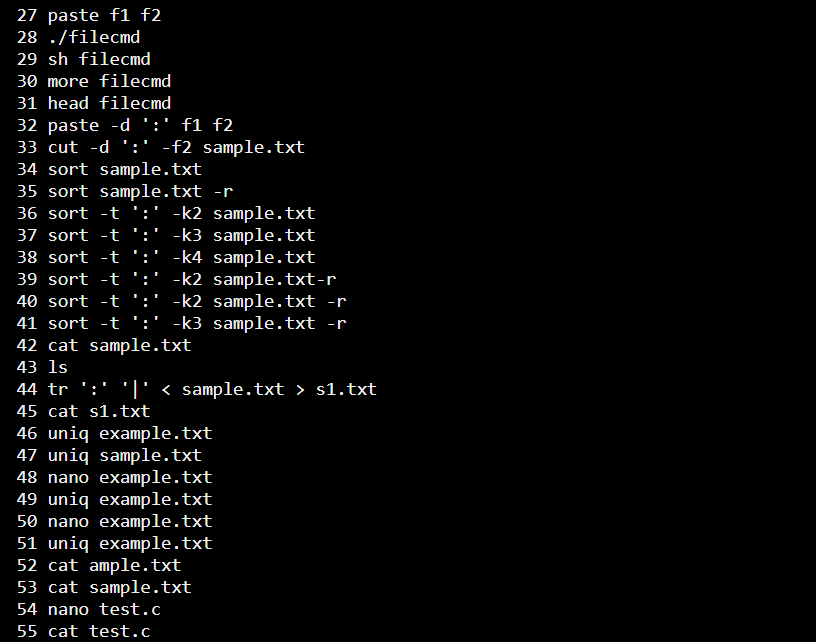 27 paste f1 f2
28 ./filecmd
29 sh filecmd
30 more filecmd
31 head filecmd
32 paste -d ':' f1 f2
33 cut -d ':' -f2 sample.txt
34 sort sample.txt
35 sort sample.txt -r
36 sort -t ':' -k2 sample.txt
37 sort -t ':' -k3 sample.txt
38 sort -t ':' -k4 sample.txt
39 sort -t ':' -k2 sample.txt-r
40 sort -t ':' -k2 sample.txt -r
41 sort -t ':' -k3 sample.txt -r
42 cat sample.txt
43 ls
44 tr ':' '|' < sample.txt > s1.txt
45 cat s1.txt
46 uniq example.txt
47 uniq sample.txt
48 nano example.txt
49 uniq example.txt
50 nano example.txt
51 uniq example.txt
52 cat ample.txt
53 cat sample.txt
54 nano test.c
55 cat test.c